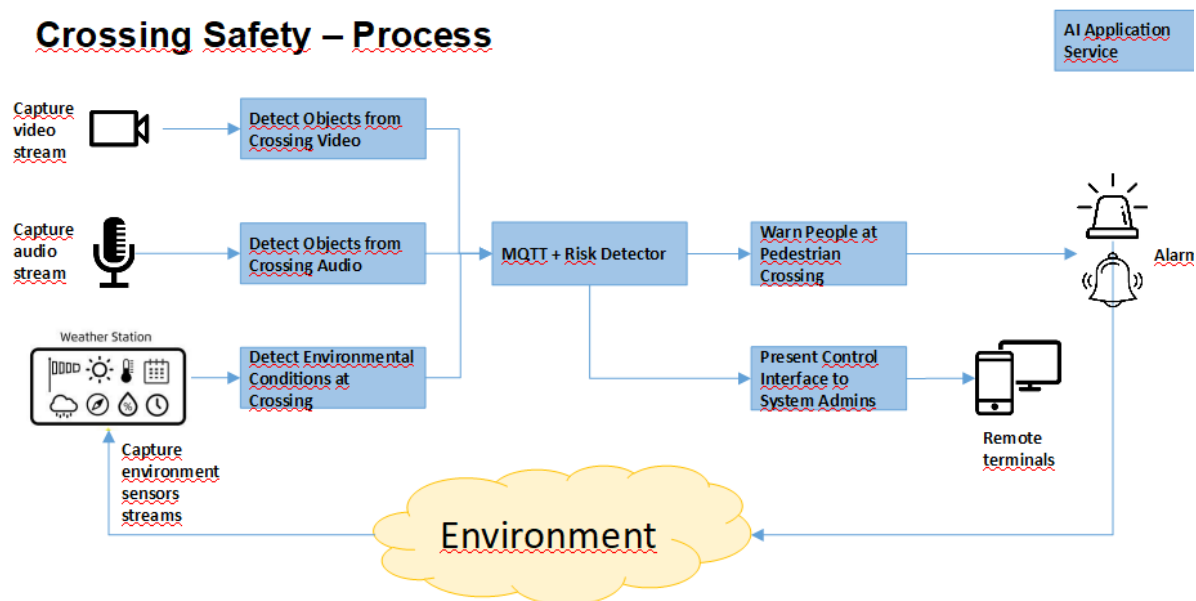 Crossing Safety – Process
AI Application
Service
Capture
video
stream
Detect Objects from
Crossing Video
Capture
audio
stream
Detect Objects from
Crossing Audio
MQTT + Risk Detector
Warn People at
Pedestrian
Crossing
Alarm
Weather Station
%
Detect Environmental
Conditions at
Crossing
Present Control
Interface to
System Admins
Remote
terminals
Capture
environment
sensors
streams
Environment